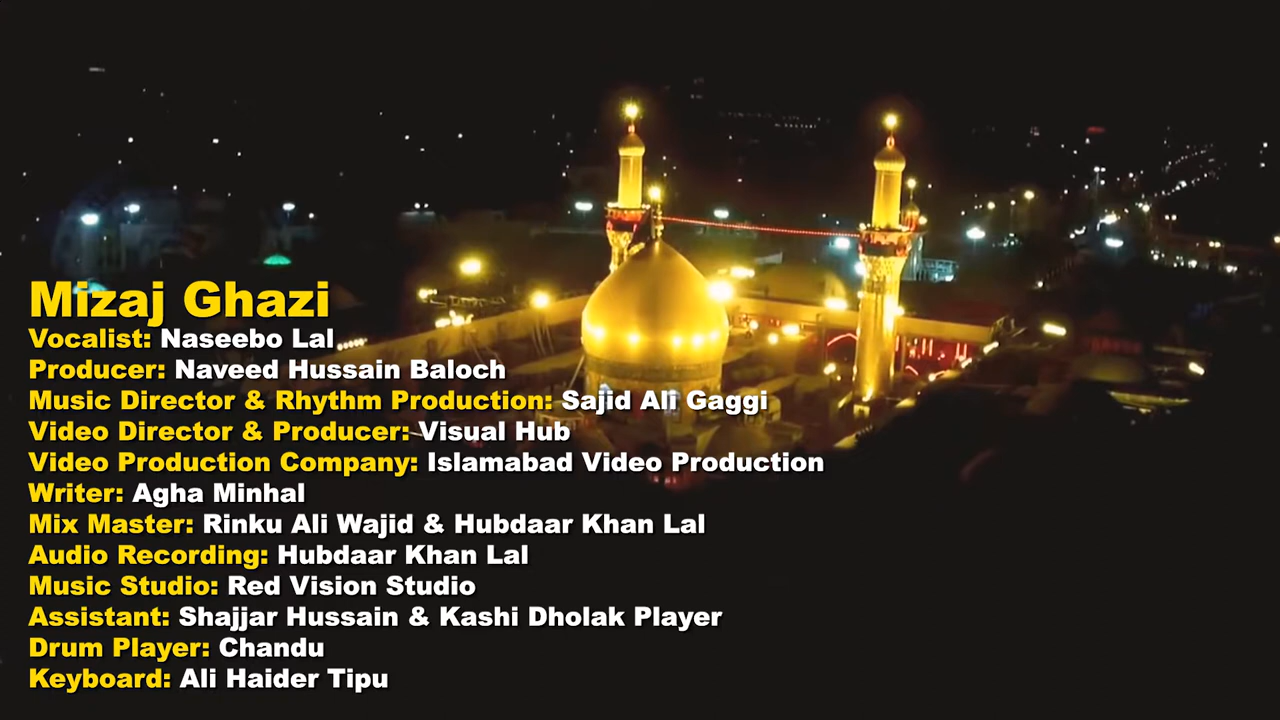 Mizaj Ghazi
Vocalist: Naseebo Lal
Producer: Naveed Hussain Baloch
Music Director & Rhythm Production: Sajid Ali Gaggi
Video Director & Producer: Visual Hub
Video Production Company: Islamabad Video Production
Writer: Agha Minhal
Mix Master: Rinku Ali Wajid & Hubdaar Khan Lal
Audio Recording: Hubdaar Khan Lal
Music Studio: Red Vision Studio
Assistant: Shajjar Hussain & Kashi Dholak Player
Drum Player: Chandu
Keyboard: Ali Haider Tipu